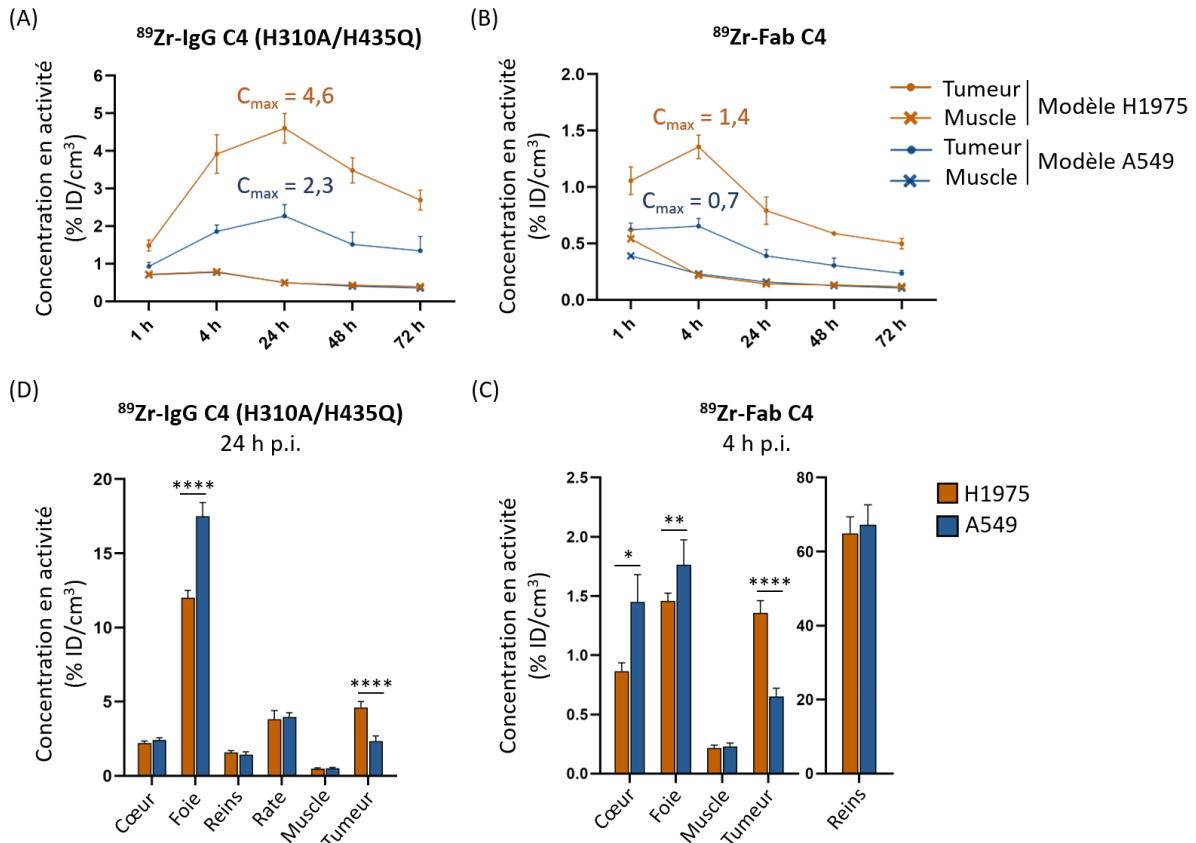 (A)
⁸⁹Zr-IgG C4 (H310A/H435Q)
Concentration en activité
(% ID/cm³)
6
5
4
3
2
1
0
Cmax = 4,6
Cmax = 2,3
1 h
4 h
24 h
48 h
72 h
(B)
⁸⁹Zr-Fab C4
Concentration en activité
(% ID/cm³)
2.0
1.5
1.0
0.5
0.0
Cmax = 1,4
Cmax = 0,7
1 h
4 h
24 h
48 h
72 h
Tumeur
Muscle
Modèle H1975
Tumeur
Muscle
Modèle A549
(D)
⁸⁹Zr-IgG C4 (H310A/H435Q)
24 h p.i.
Concentration en activité
(% ID/cm³)
20
15
10
5
0
****
****
Cœur
Foie
Reins
Rate
Muscle
Tumeur
(C)
⁸⁹Zr-Fab C4
4 h p.i.
Concentration en activité
(% ID/cm³)
2.5
2.0
1.5
1.0
0.5
0.0
*
**
****
Cœur
Foie
Muscle
Tumeur
80
60
40
20
0
Reins
H1975
A549